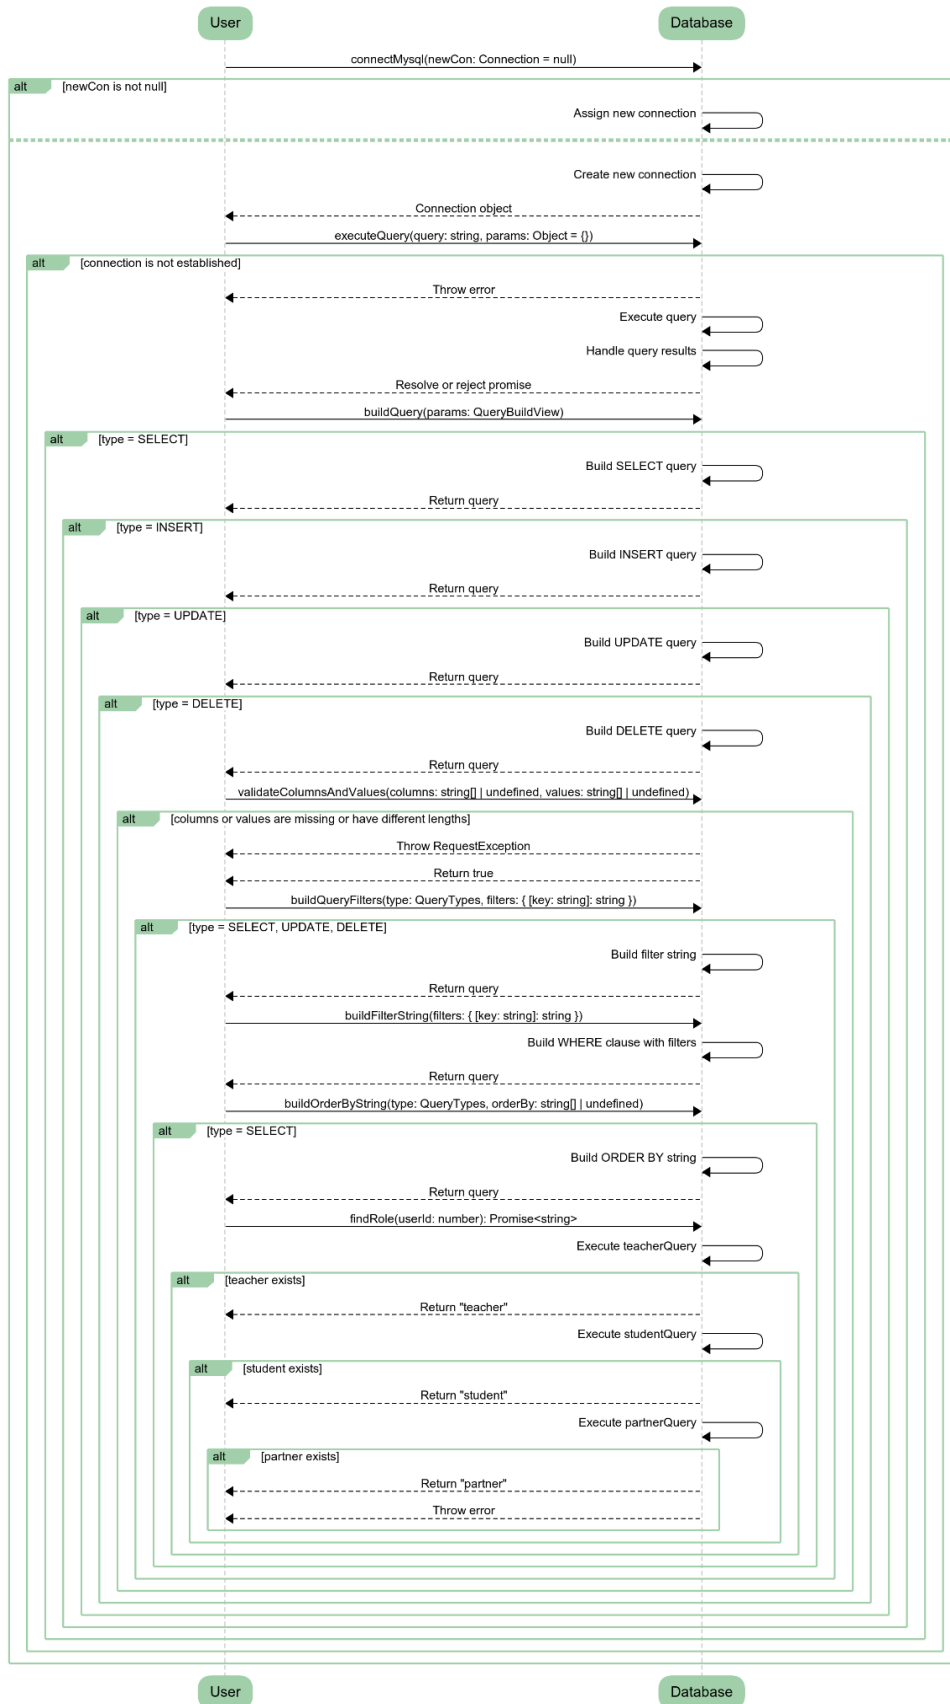 User Database
connectMysql(newCon: Connection = null)
alt [newCon is not null]
Assign new connection
Create new connection
Connection object
executeQuery(query: string, params: Object = {})
alt [connection is not established]
Throw error
Execute query
Handle query results
Resolve or reject promise
buildQuery(params: QueryBuildView)
alt [type = SELECT]
Build SELECT query
Return query
alt [type = INSERT]
Build INSERT query
Return query
alt [type = UPDATE]
Build UPDATE query
Return query
alt [type = DELETE]
Build DELETE query
Return query
validateColumnsAndValues(columns: string[] | undefined, values: string[] | undefined)
alt [columns or values are missing or have different lengths]
Throw RequestException
Return true
buildQueryFilters(type: QueryTypes, filters: { [key: string]: string })
alt [type = SELECT, UPDATE, DELETE]
Build filter string
Return query
buildFilterString(filters: { [key: string]: string })
Build WHERE clause with filters
Return query
buildOrderByString(type: QueryTypes, orderBy: string[] | undefined)
alt [type = SELECT]
Build ORDER BY string
Return query
findRole(userId: number): Promise<string>
Execute teacherQuery
alt [teacher exists]
Return "teacher"
Execute studentQuery
alt [student exists]
Return "student"
Execute partnerQuery
alt [partner exists]
Return "partner"
Throw error
User Database